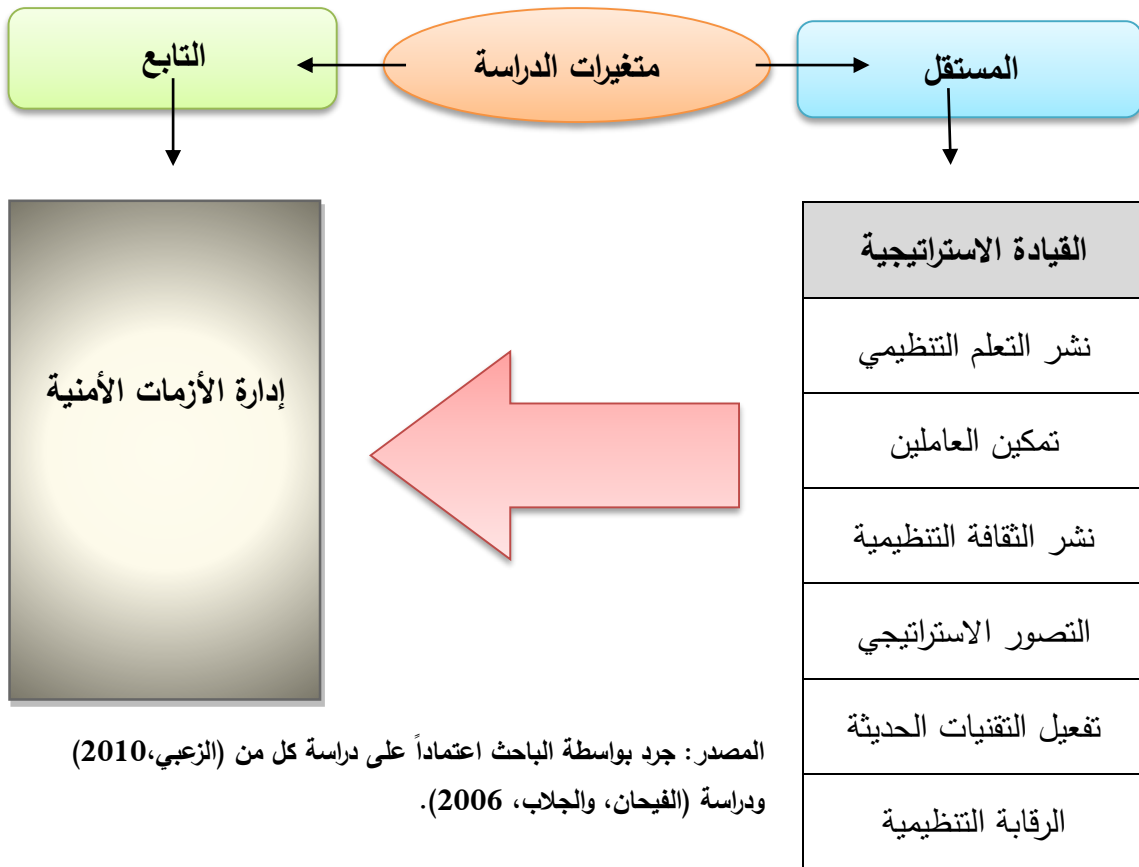 متغيرات الدراسة
المستقل
التابع
القيادة الاستراتيجية
نشر التعلم التنظيمي
تمكين العاملين
نشر الثقافة التنظيمية
التصور الاستراتيجي
تفعيل التقنيات الحديثة
الرقابة التنظيمية
إدارة الأزمات الأمنية
المصدر: جرد بواسطة الباحث اعتماداً على دراسة كل من (الزعبي،2010)
ودراسة (الفيحان، والجلاب، 2006).